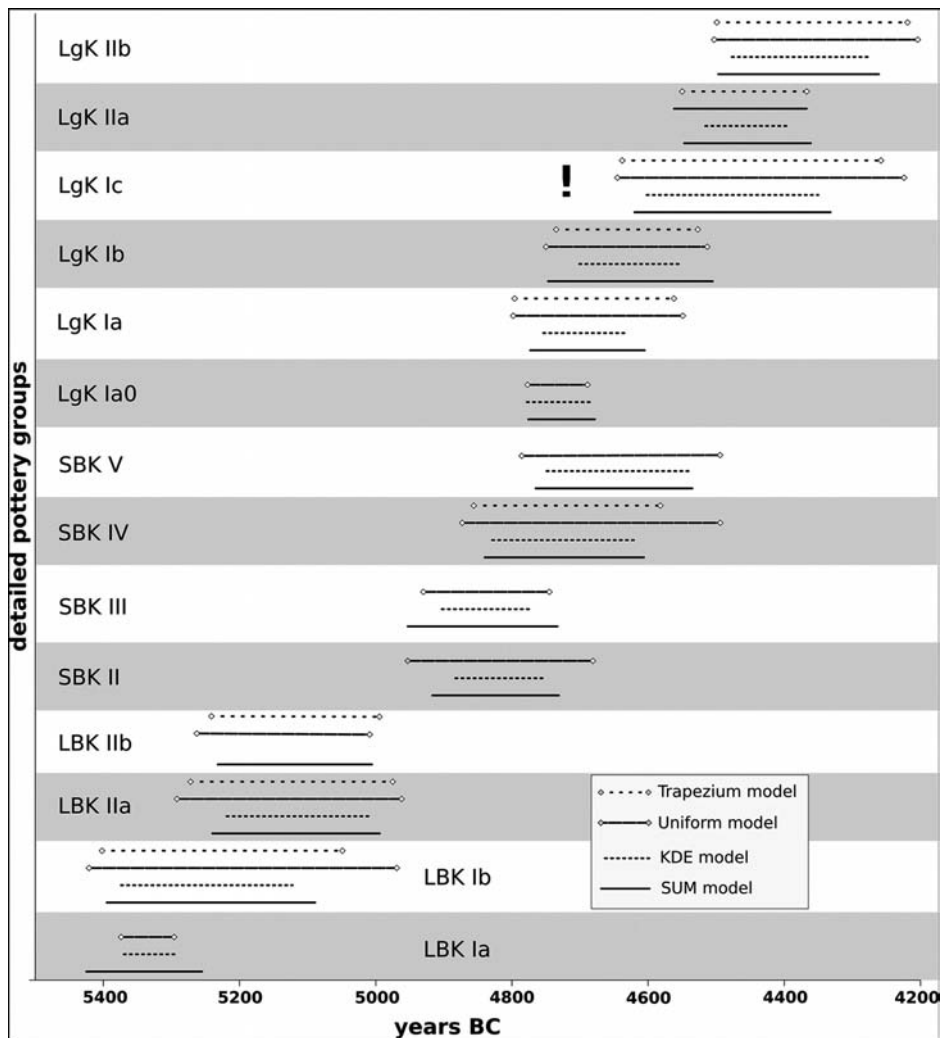 LgK IIb
LgK IIa
LgK Ic
!
LgK Ib
LgK Ia
LgK Ia0
SBK V
SBK IV
SBK III
SBK II
LBK IIb
LBK IIa
LBK Ib
LBK Ia
detailed pottery groups
Trapezium model
Uniform model
KDE model
SUM model
5400 5200 5000 4800 4600 4400 4200
years BC